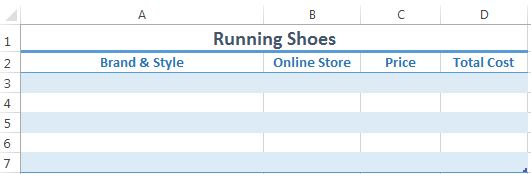 A B C D
1 Running Shoes
2 Brand & Style Online Store Price Total Cost
3
4
5
6
7